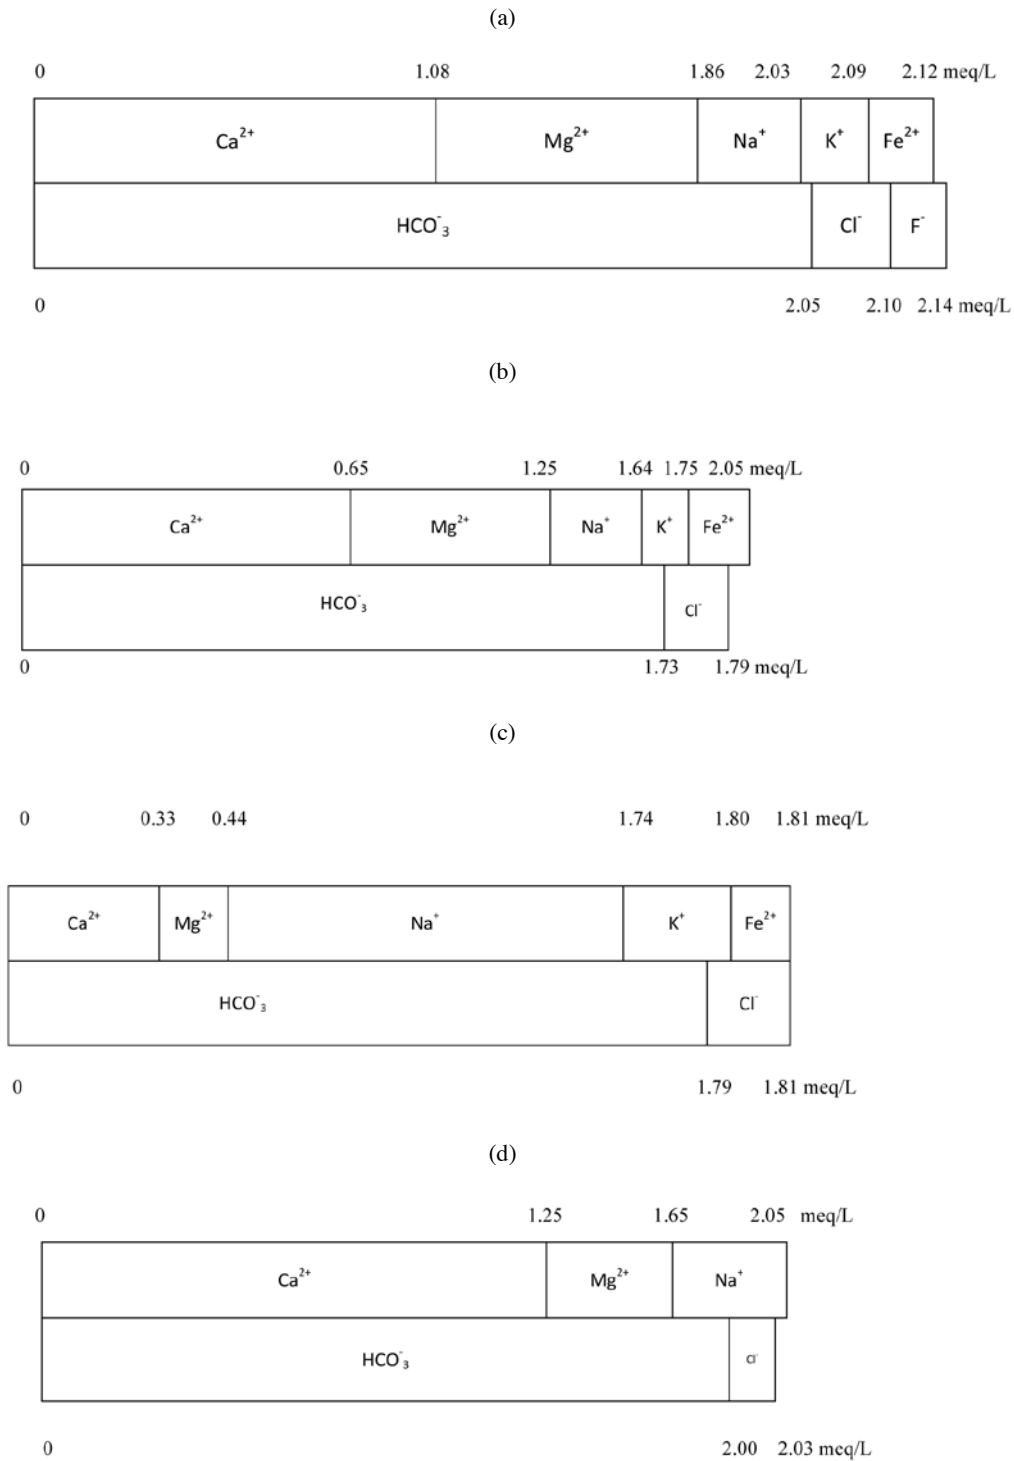 (a)
0 1.08 1.86 2.03 2.09 2.12 meq/L
Ca²⁺ Mg²⁺ Na⁺ K⁺ Fe²⁺
HCO⁻₃ Cl⁻ F⁻
0 2.05 2.10 2.14 meq/L
(b)
0 0.65 1.25 1.64 1.75 2.05 meq/L
Ca²⁺ Mg²⁺ Na⁺ K⁺ Fe²⁺
HCO⁻₃ Cl⁻
0 1.73 1.79 meq/L
(c)
0 0.33 0.44 1.74 1.80 1.81 meq/L
Ca²⁺ Mg²⁺ Na⁺ K⁺ Fe²⁺
HCO⁻₃ Cl⁻
0 1.79 1.81 meq/L
(d)
0 1.25 1.65 2.05 meq/L
Ca²⁺ Mg²⁺ Na⁺
HCO⁻₃ Cl⁻
0 2.00 2.03 meq/L